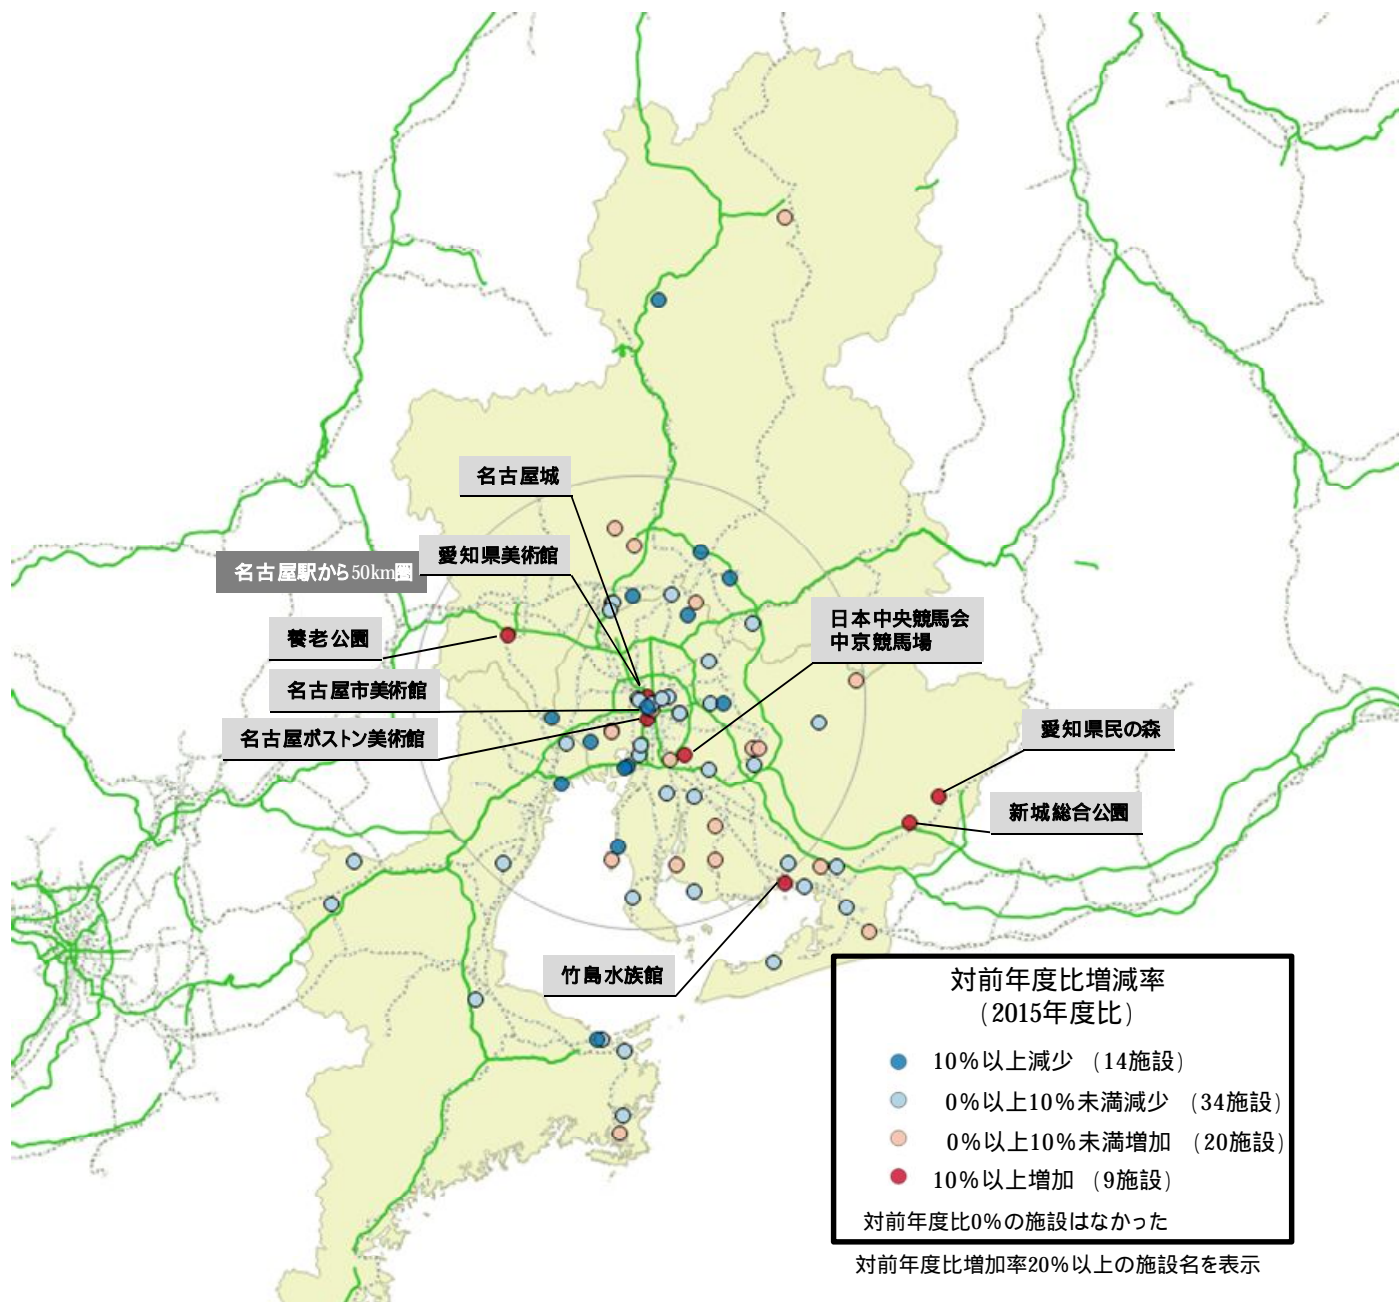 名古屋城
愛知県美術館
名古屋駅から50km圏
養老公園
日本中央競馬会
中京競馬場
名古屋市美術館
名古屋ボストン美術館
愛知県民の森
新城総合公園
竹島水族館
対前年度比増減率
(2015年度比)
10%以上減少 (14施設)
0%以上10%未満減少 (34施設)
0%以上10%未満増加 (20施設)
10%以上増加 (9施設)
対前年度比0%の施設はなかった
対前年度比増加率20%以上の施設名を表示